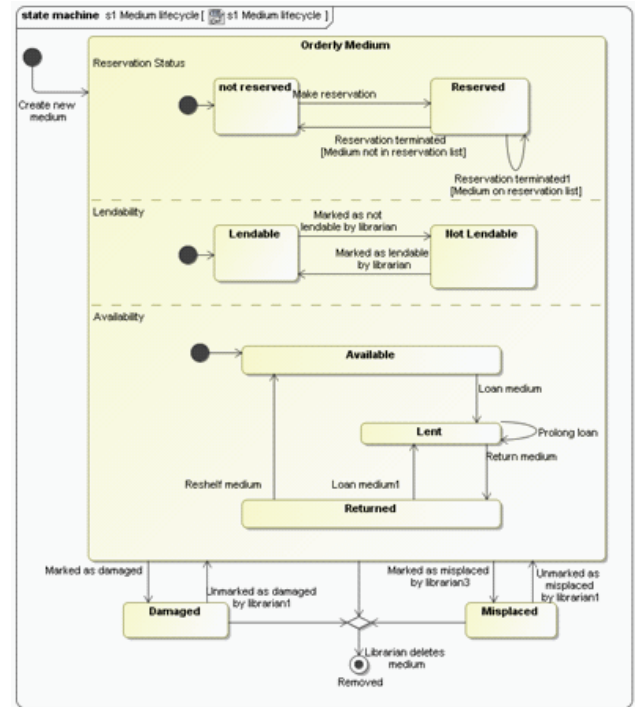 state machine s1 Medium lifecycle [ s1 Medium lifecycle ]
Create new
medium
Orderly Medium
Reservation Status
not reserved
Make reservation
Reserved
Reservation terminated
[Medium not in reservation list]
Reservation terminated1
[Medium on reservation list]
Lendability
Lendable
Marked as not
lendable by librarian
Not Lendable
Marked as lendable
by librarian
Availability
Available
Loan medium
Lent
Prolong loan
Return medium
Reshelf medium
Loan medium1
Returned
Marked as damaged
Unmarked as damaged
by librarian1
Marked as misplaced
by librarian3
Unmarked as
misplaced
by librarian1
Damaged
Misplaced
Librarian deletes
medium
Removed